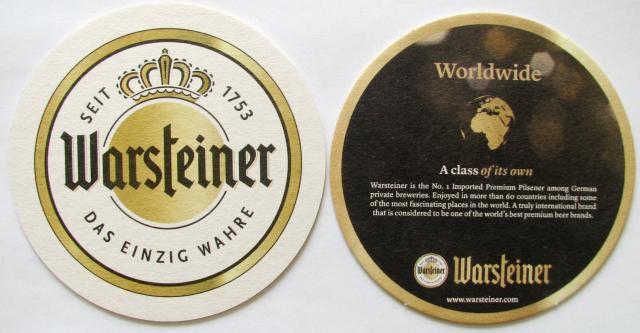 SEIT 1753
Warsteiner
DAS EINZIG WAHRE
Worldwide
A class of its own
Warsteiner is the No. 1 Imported Premium Pilsener among German
private breweries. Enjoyed in more than 60 countries including some
of the most fascinating places in the world. A truly international brand
that is considered to be one of the world's best premium beer brands.
Warsteiner Warsteiner
www.warsteiner.com